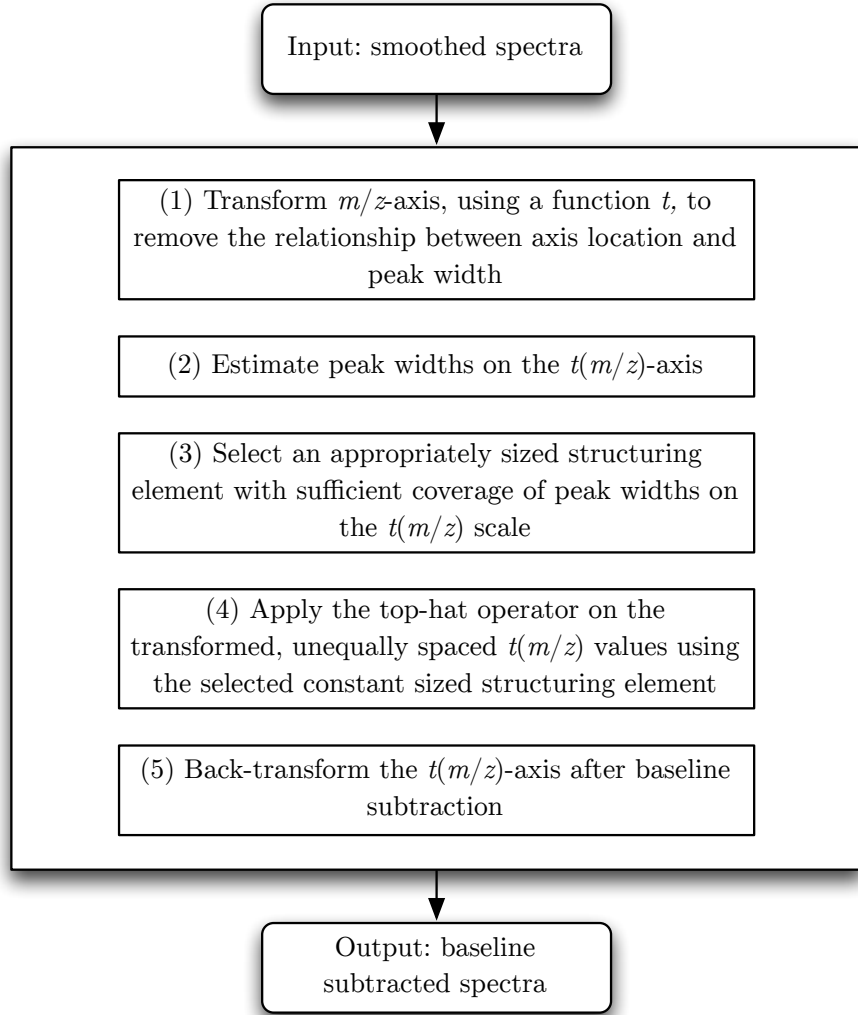 Input: smoothed spectra
(1) Transform m/z-axis, using a function t, to
remove the relationship between axis location and
peak width
(2) Estimate peak widths on the t(m/z)-axis
(3) Select an appropriately sized structuring
element with sufficient coverage of peak widths on
the t(m/z) scale
(4) Apply the top-hat operator on the
transformed, unequally spaced t(m/z) values using
the selected constant sized structuring element
(5) Back-transform the t(m/z)-axis after baseline
subtraction
Output: baseline
subtracted spectra